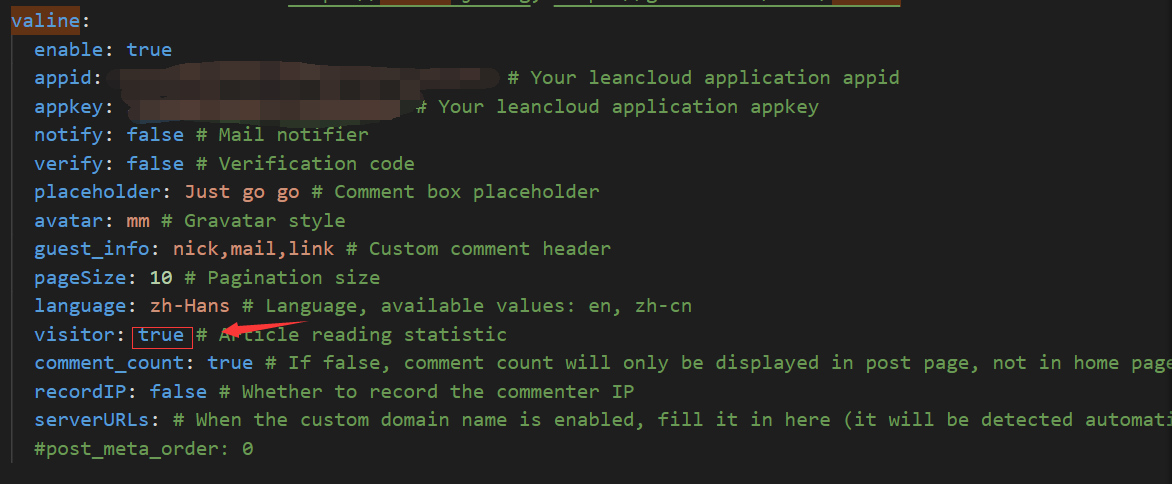 valine:
enable: true
appid: # Your leancloud application appid
appkey: # Your leancloud application appkey
notify: false # Mail notifier
verify: false # Verification code
placeholder: Just go go # Comment box placeholder
avatar: mm # Gravatar style
guest_info: nick,mail,link # Custom comment header
pageSize: 10 # Pagination size
language: zh-Hans # Language, available values: en, zh-cn
visitor: true # Article reading statistic
comment_count: true # If false, comment count will only be displayed in post page, not in home page
recordIP: false # Whether to record the commenter IP
serverURLs: # When the custom domain name is enabled, fill it in here (it will be detected automati
#post_meta_order: 0